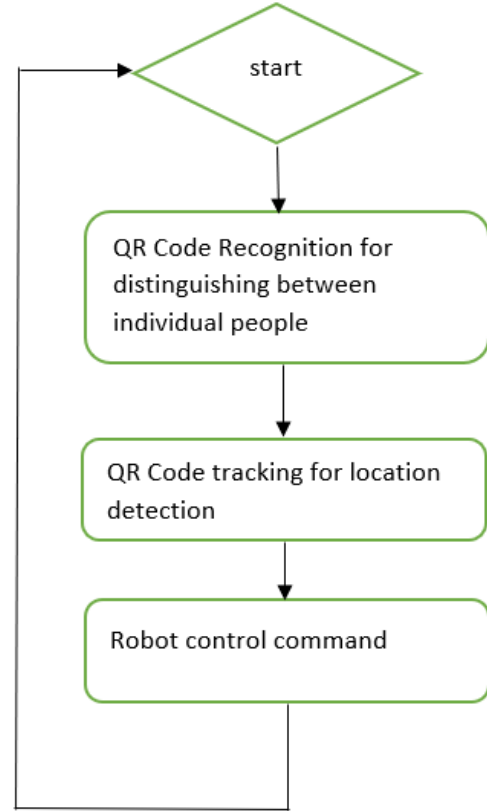 start
QR Code Recognition for
distinguishing between
individual people
QR Code tracking for location
detection
Robot control command